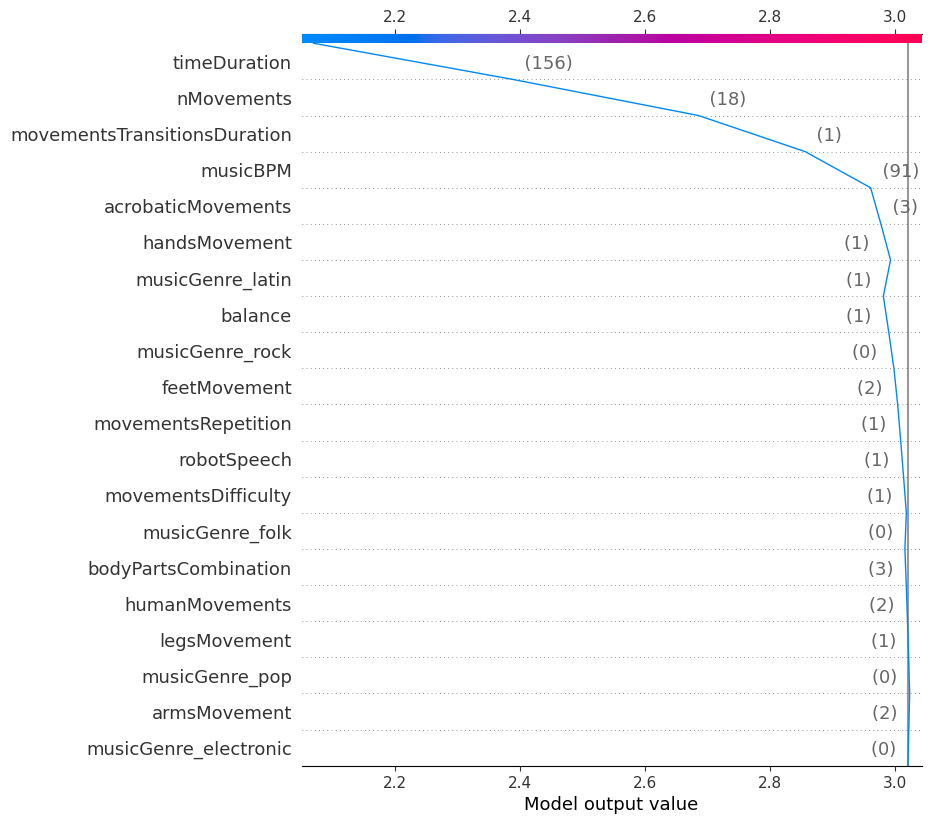 2.2 2.4 2.6 2.8 3.0
timeDuration (156)
nMovements (18)
movementsTransitionsDuration (1)
musicBPM (91)
acrobaticMovements (3)
handsMovement (1)
musicGenre_latin (1)
balance (1)
musicGenre_rock (0)
feetMovement (2)
movementsRepetition (1)
robotSpeech (1)
movementsDifficulty (1)
musicGenre_folk (0)
bodyPartsCombination (3)
humanMovements (2)
legsMovement (1)
musicGenre_pop (0)
armsMovement (2)
musicGenre_electronic (0)
2.2 2.4 2.6 2.8 3.0
Model output value